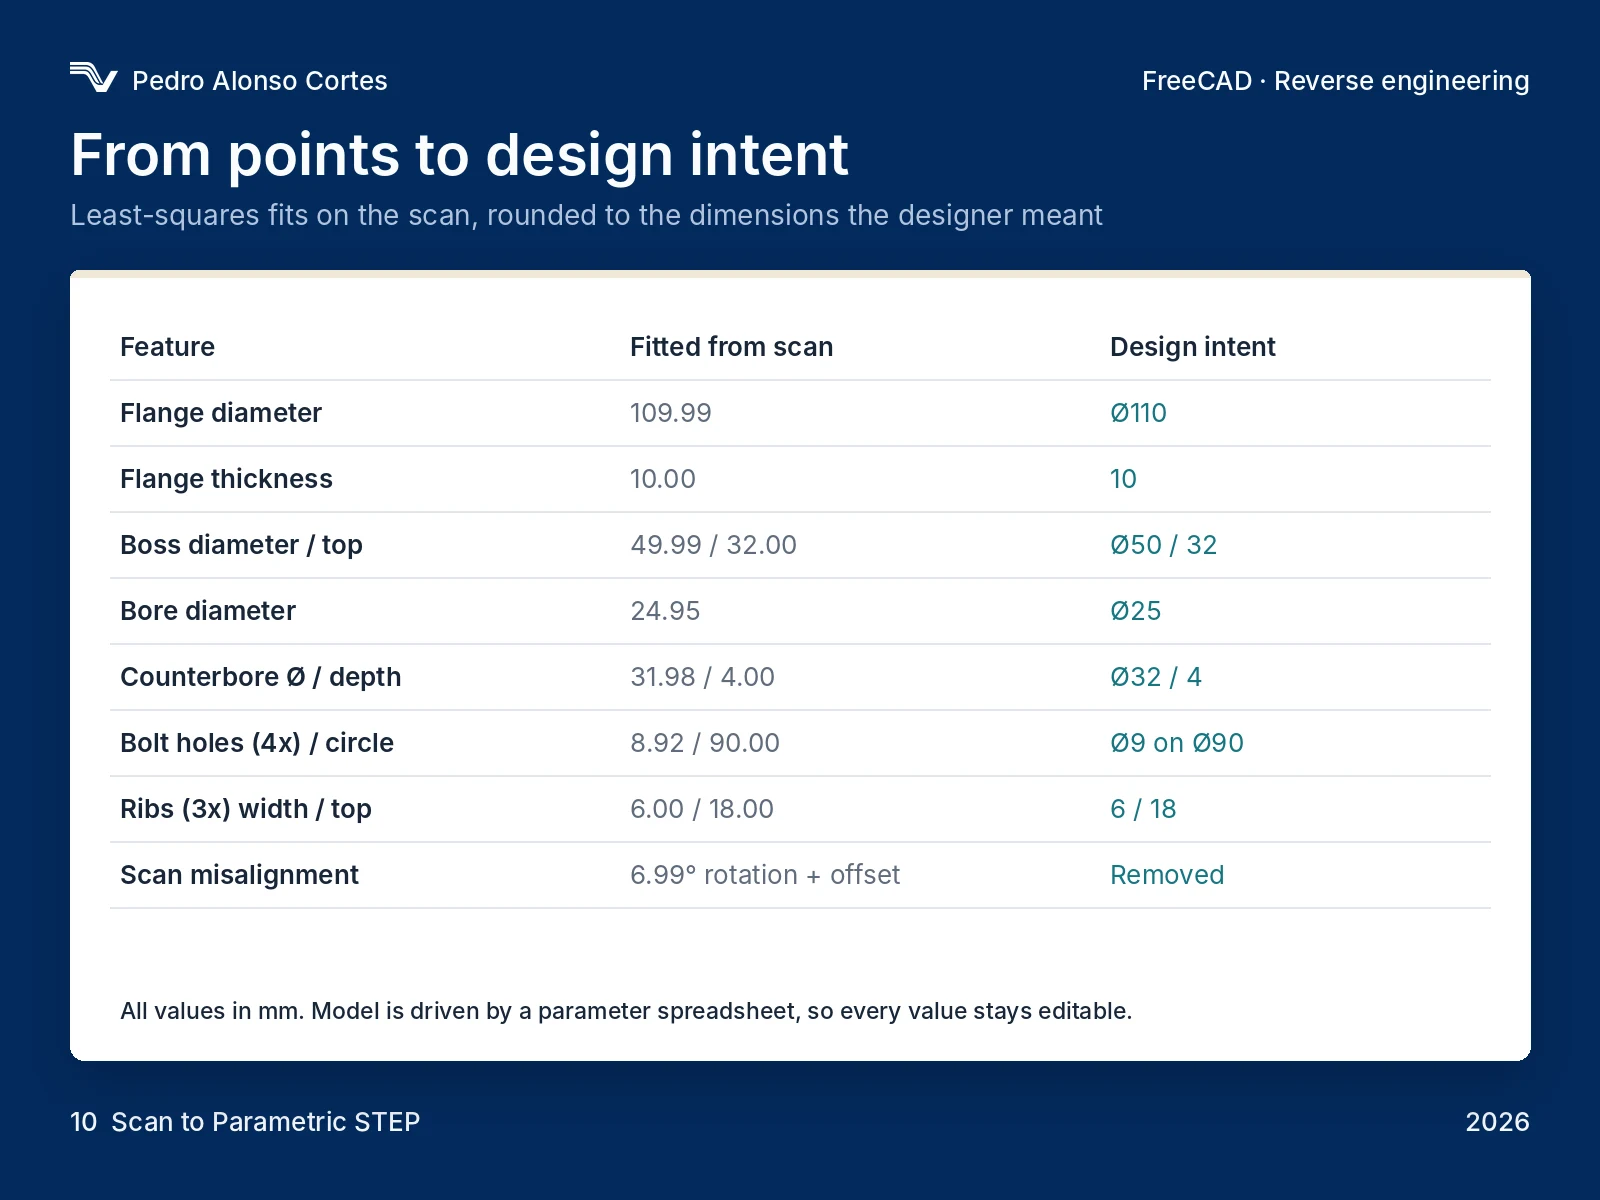 Pedro Alonso Cortes
FreeCAD · Reverse engineering
From points to design intent
Least-squares fits on the scan, rounded to the dimensions the designer meant
Feature Fitted from scan Design intent
Flange diameter 109.99 Ø110
Flange thickness 10.00 10
Boss diameter / top 49.99 / 32.00 Ø50 / 32
Bore diameter 24.95 Ø25
Counterbore Ø / depth 31.98 / 4.00 Ø32 / 4
Bolt holes (4x) / circle 8.92 / 90.00 Ø9 on Ø90
Ribs (3x) width / top 6.00 / 18.00 6 / 18
Scan misalignment 6.99° rotation + offset Removed
All values in mm. Model is driven by a parameter spreadsheet, so every value stays editable.
10 Scan to Parametric STEP
2026